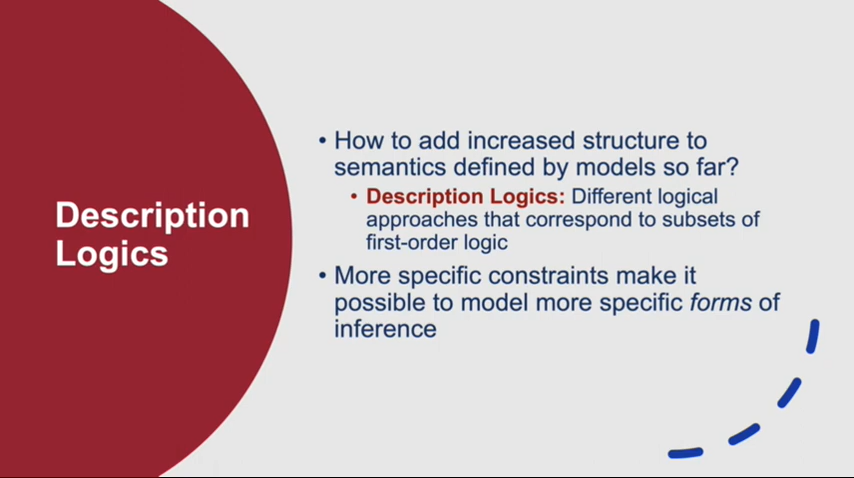 Description
Logics
• How to add increased structure to
semantics defined by models so far?
• Description Logics: Different logical
approaches that correspond to subsets of
first-order logic
• More specific constraints make it
possible to model more specific forms of
inference